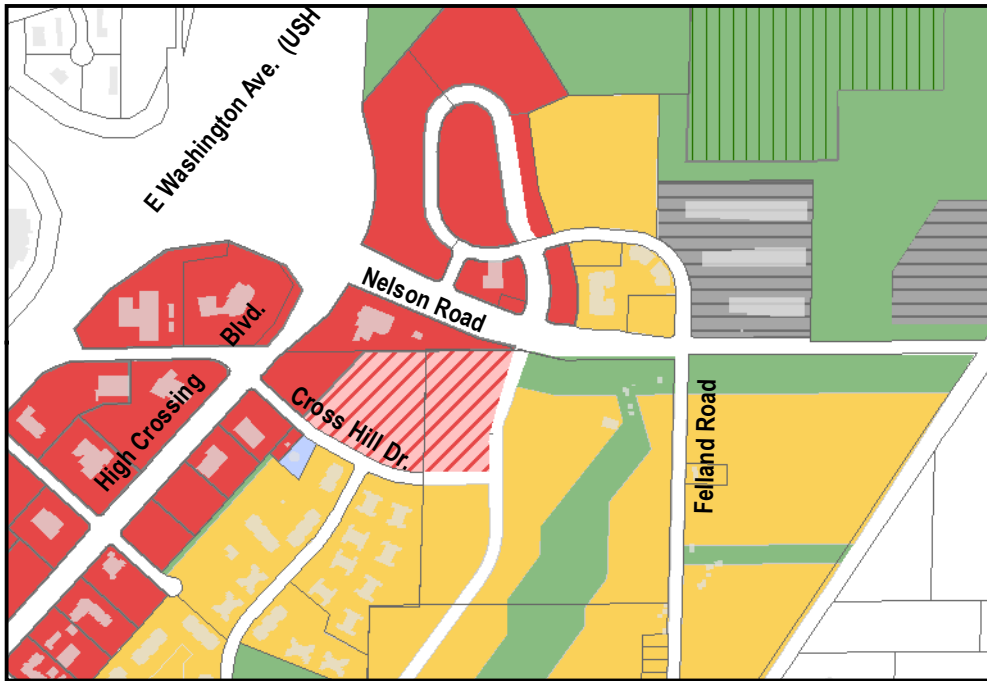 E Washington Ave. (USH
Nelson Road
High Crossing Blvd.
Cross Hill Dr.
Felland Road